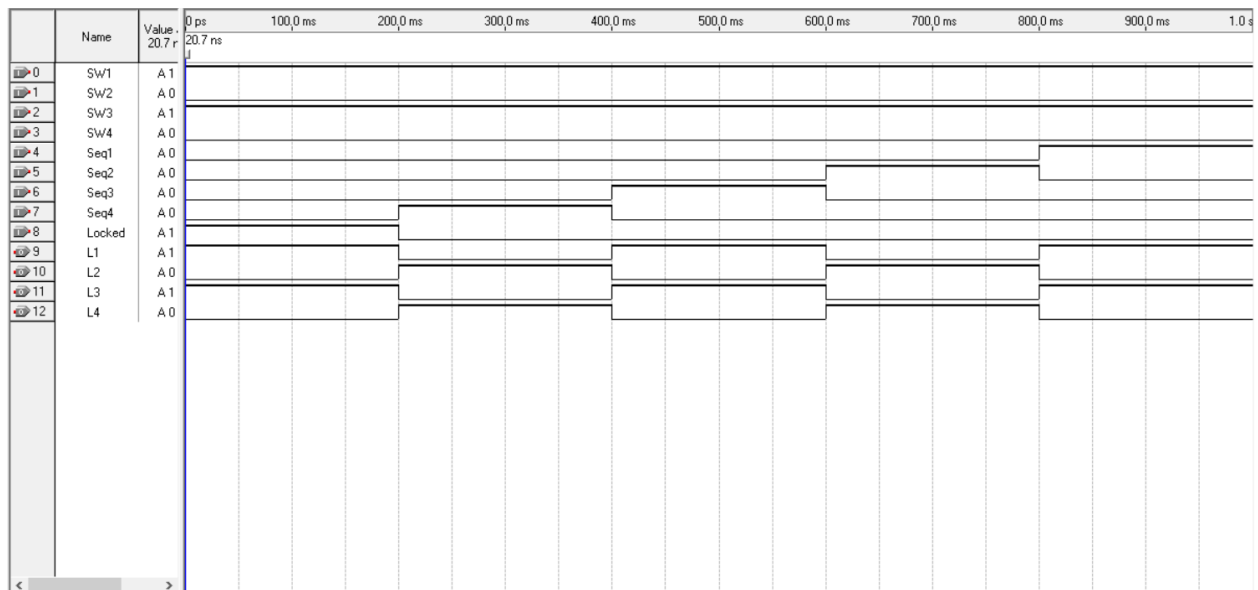 Name
Value
20.7 r
0 ps
100.0 ms
200.0 ms
300.0 ms
400.0 ms
500.0 ms
600.0 ms
700.0 ms
800.0 ms
900.0 ms
1.0 s
20.7 ns
0 SW1 A 1
1 SW2 A 0
2 SW3 A 1
3 SW4 A 0
4 Seq1 A 0
5 Seq2 A 0
6 Seq3 A 0
7 Seq4 A 0
8 Locked A 1
9 L1 A 1
10 L2 A 0
11 L3 A 1
12 L4 A 0